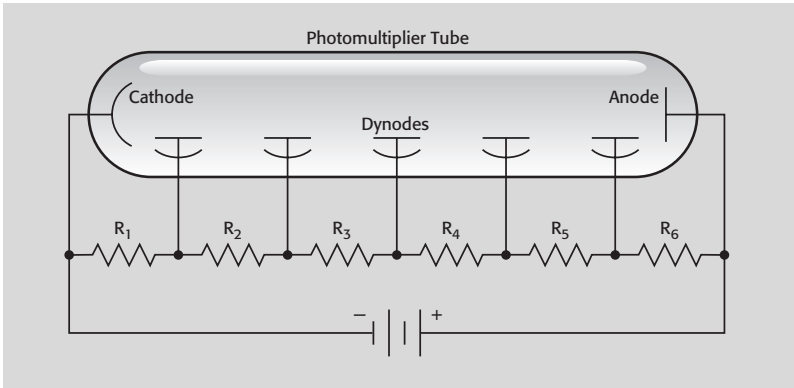 Photomultiplier Tube
Cathode
Anode
Dynodes
R1 R2 R3 R4 R5 R6
− +